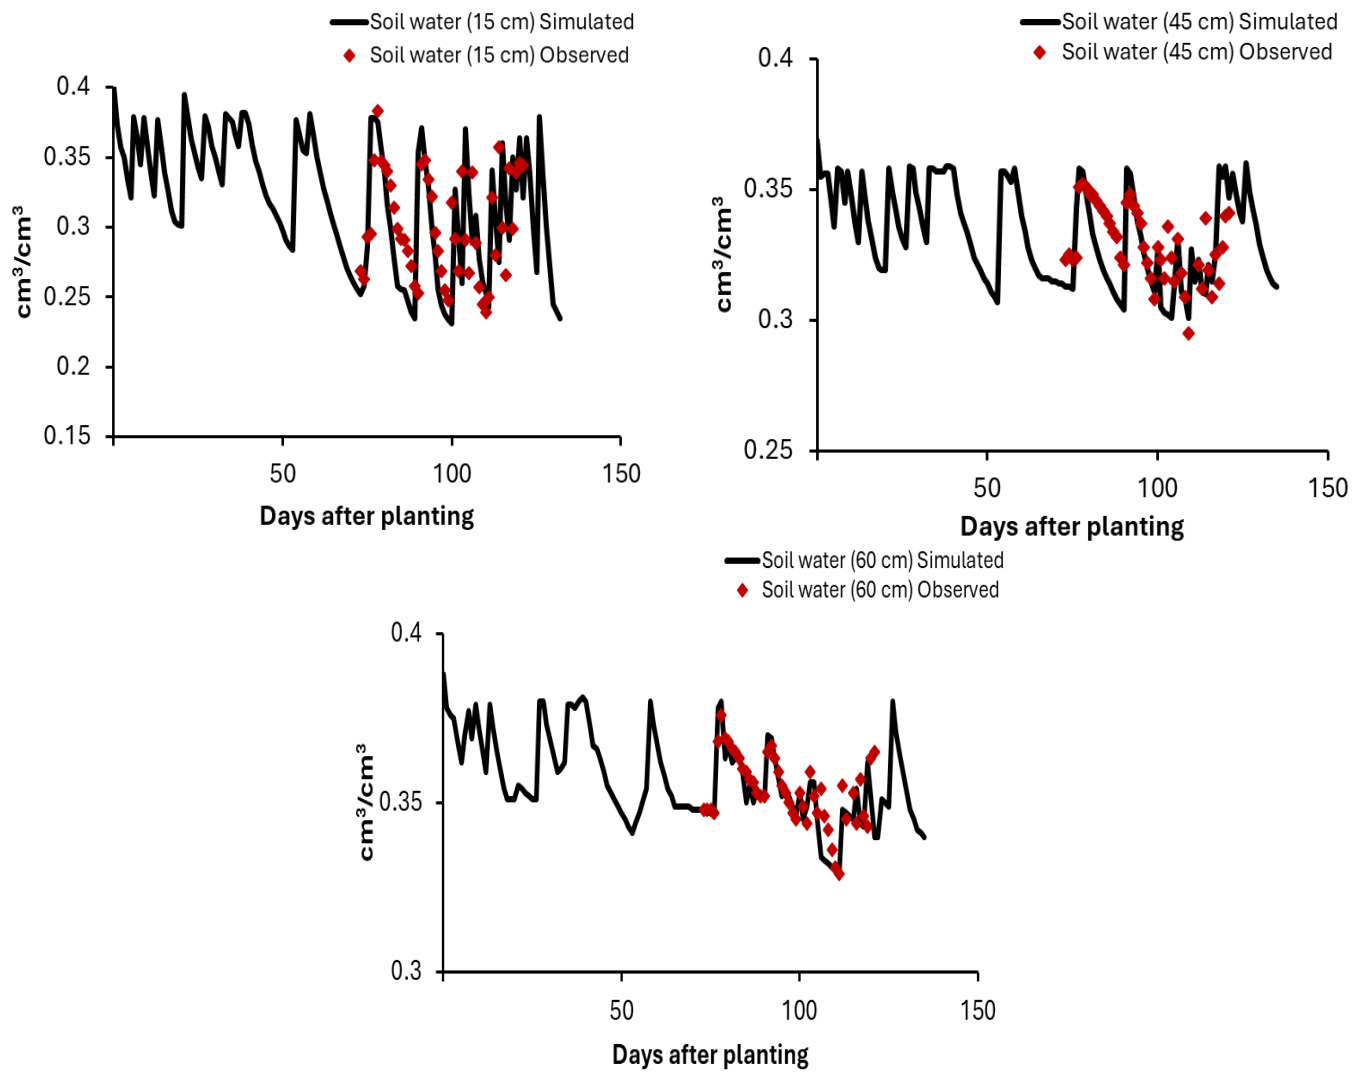 Soil water (15 cm) Simulated
Soil water (15 cm) Observed
0.4
0.35
0.3
0.25
0.2
0.15
cm³/cm³
50
100
150
Days after planting
Soil water (45 cm) Simulated
Soil water (45 cm) Observed
0.4
0.35
0.3
0.25
cm³/cm³
50
100
150
Days after planting
Soil water (60 cm) Simulated
Soil water (60 cm) Observed
0.4
0.35
0.3
cm³/cm³
50
100
150
Days after planting